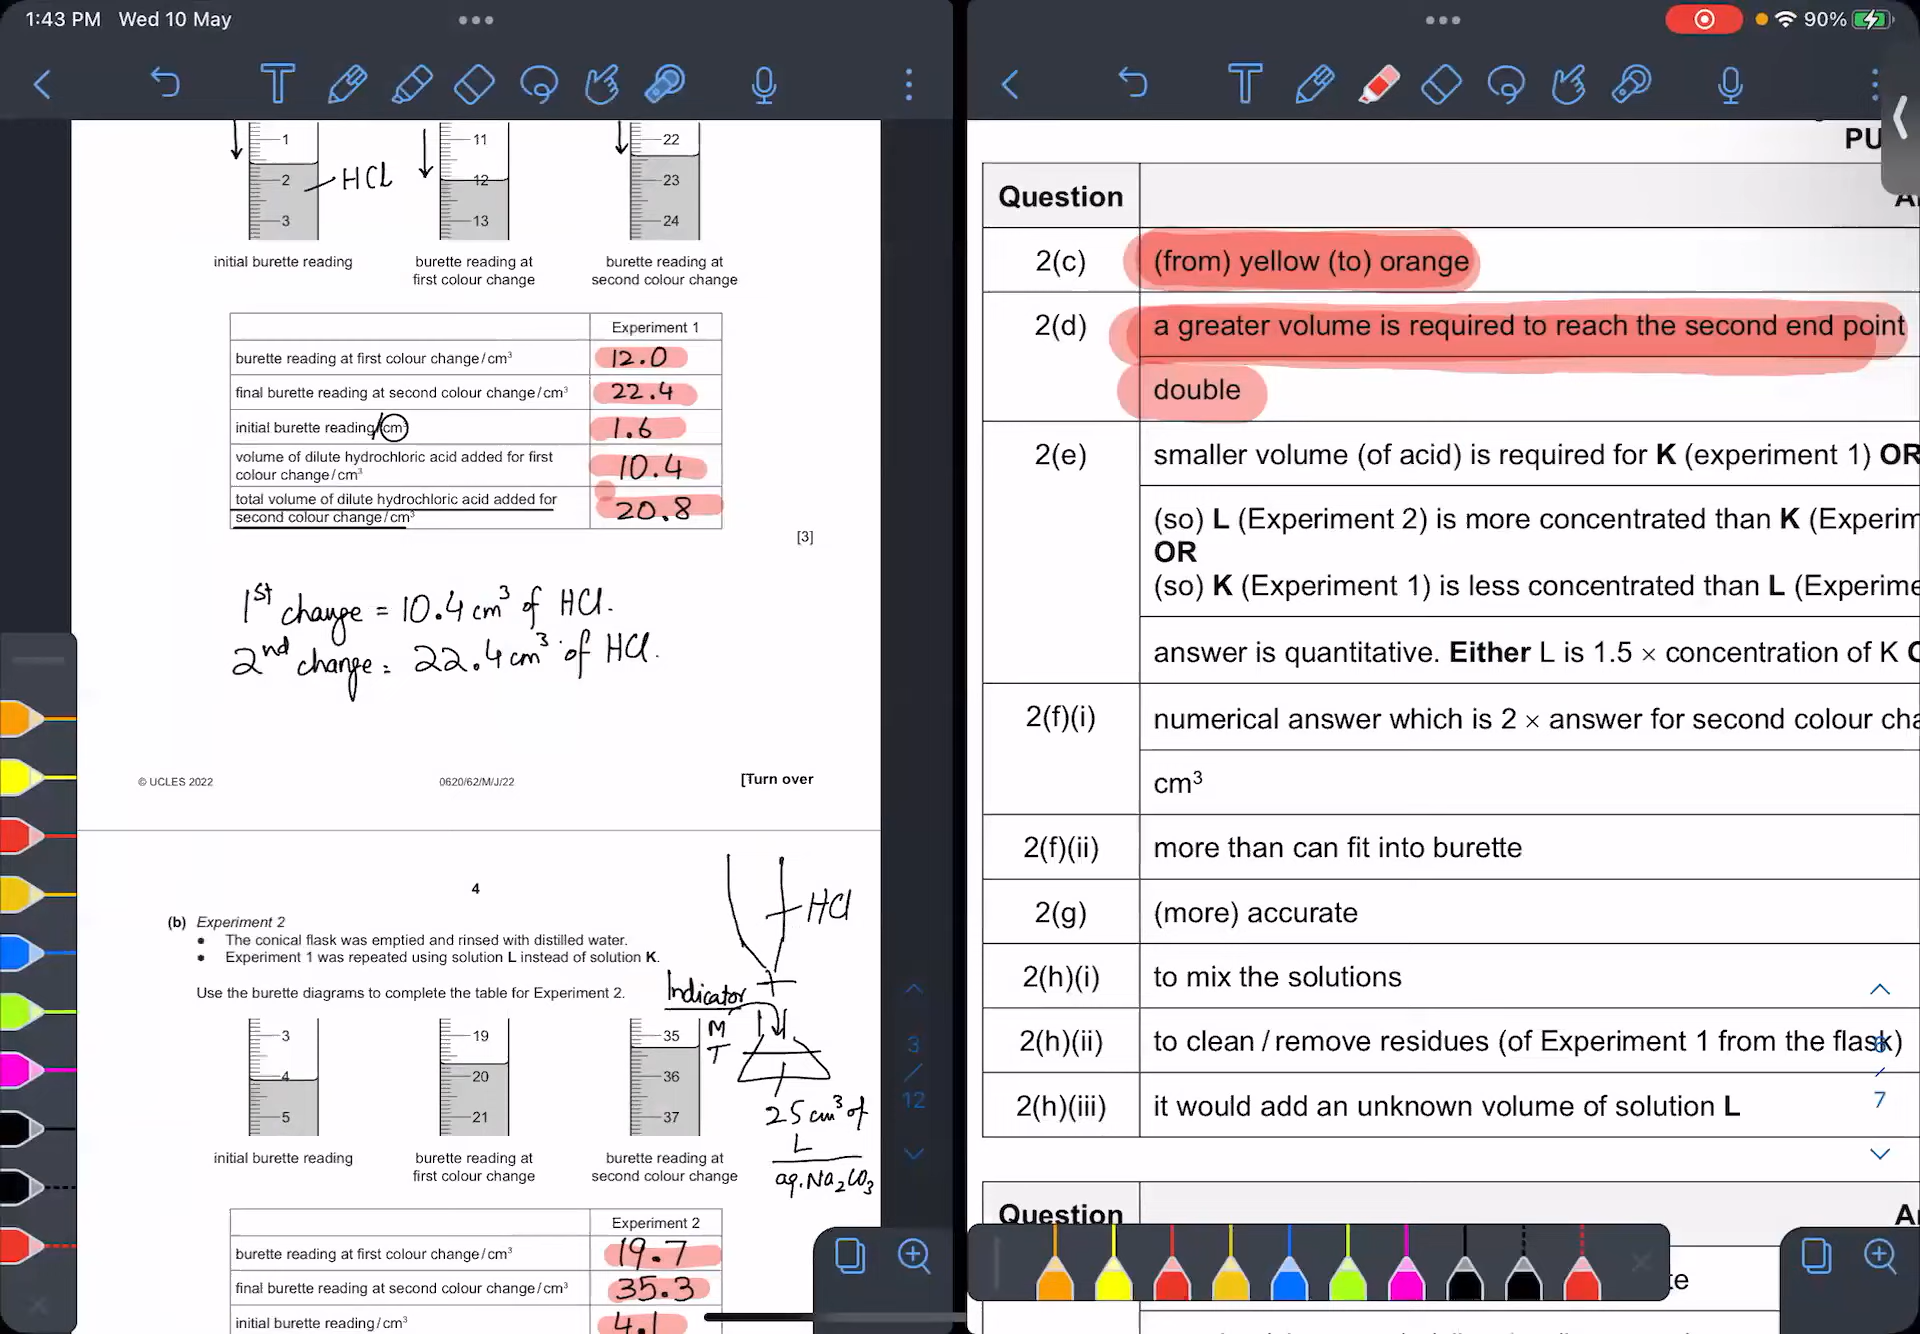 1:43 PM Wed 10 May
90%
1
2
3
HCl
11
12
13
22
23
24
initial burette reading
burette reading at
first colour change
burette reading at
second colour change
Experiment 1
burette reading at first colour change/cm³
12.0
final burette reading at second colour change/cm³
22.4
initial burette reading/cm³
1.6
volume of dilute hydrochloric acid added for first
colour change/cm³
10.4
total volume of dilute hydrochloric acid added for
second colour change/cm³
20.8
[3]
1st change = 10.4 cm³ of HCl.
2nd change = 22.4 cm³ of HCl.
© UCLES 2022
0620/62/M/J/22
[Turn over
4
HCl
(b) Experiment 2
• The conical flask was emptied and rinsed with distilled water.
• Experiment 1 was repeated using solution L instead of solution K.
Use the burette diagrams to complete the table for Experiment 2.
Indicator
M
T
3
4
5
19
20
21
35
36
37
25 cm³ of
L
aq. Na₂CO₃
initial burette reading
burette reading at
first colour change
burette reading at
second colour change
3
/
12
Experiment 2
burette reading at first colour change/cm³
19.7
final burette reading at second colour change/cm³
35.3
initial burette reading/cm³
4.1
PU
Question
2(c)
(from) yellow (to) orange
2(d)
a greater volume is required to reach the second end point
double
2(e)
smaller volume (of acid) is required for K (experiment 1) OR
(so) L (Experiment 2) is more concentrated than K (Experim
OR
(so) K (Experiment 1) is less concentrated than L (Experime
answer is quantitative. Either L is 1.5 × concentration of K
2(f)(i)
numerical answer which is 2 × answer for second colour cha
cm³
2(f)(ii)
more than can fit into burette
2(g)
(more) accurate
2(h)(i)
to mix the solutions
2(h)(ii)
to clean / remove residues (of Experiment 1 from the flask)
2(h)(iii)
it would add an unknown volume of solution L
6
/
7
Question
te